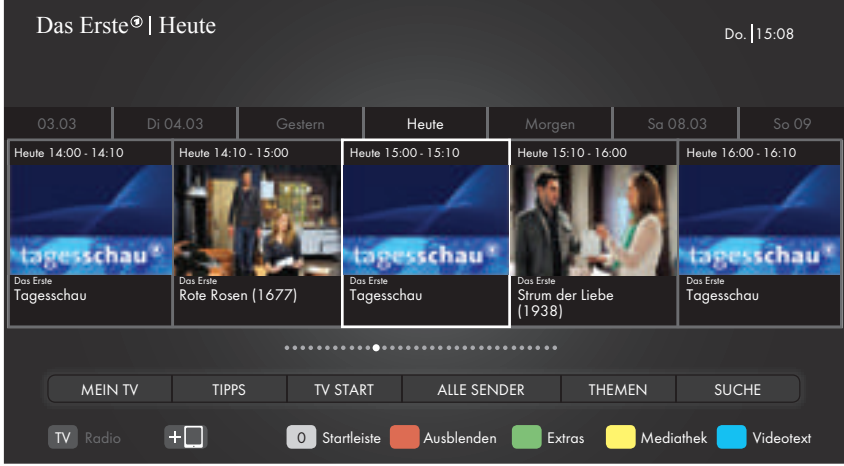 Das Erste | Heute
Do. | 15:08
03.03 Di 04.03 Gestern Heute Morgen Sa 08.03 So 09
Heute 14:00 - 14:10
Heute 14:10 - 15:00
Heute 15:00 - 15:10
Heute 15:10 - 16:00
Heute 16:00 - 16:10
tagesschau
Das Erste
Tagesschau
Das Erste
Rote Rosen (1677)
tagesschau
Das Erste
Tagesschau
Das Erste
Strum der Liebe
(1938)
tagesschau
Das Erste
Tagesschau
MEIN TV TIPPS TV START ALLE SENDER THEMEN SUCHE
TV Radio + 0 Startleiste Ausblenden Extras Mediathek Videotext